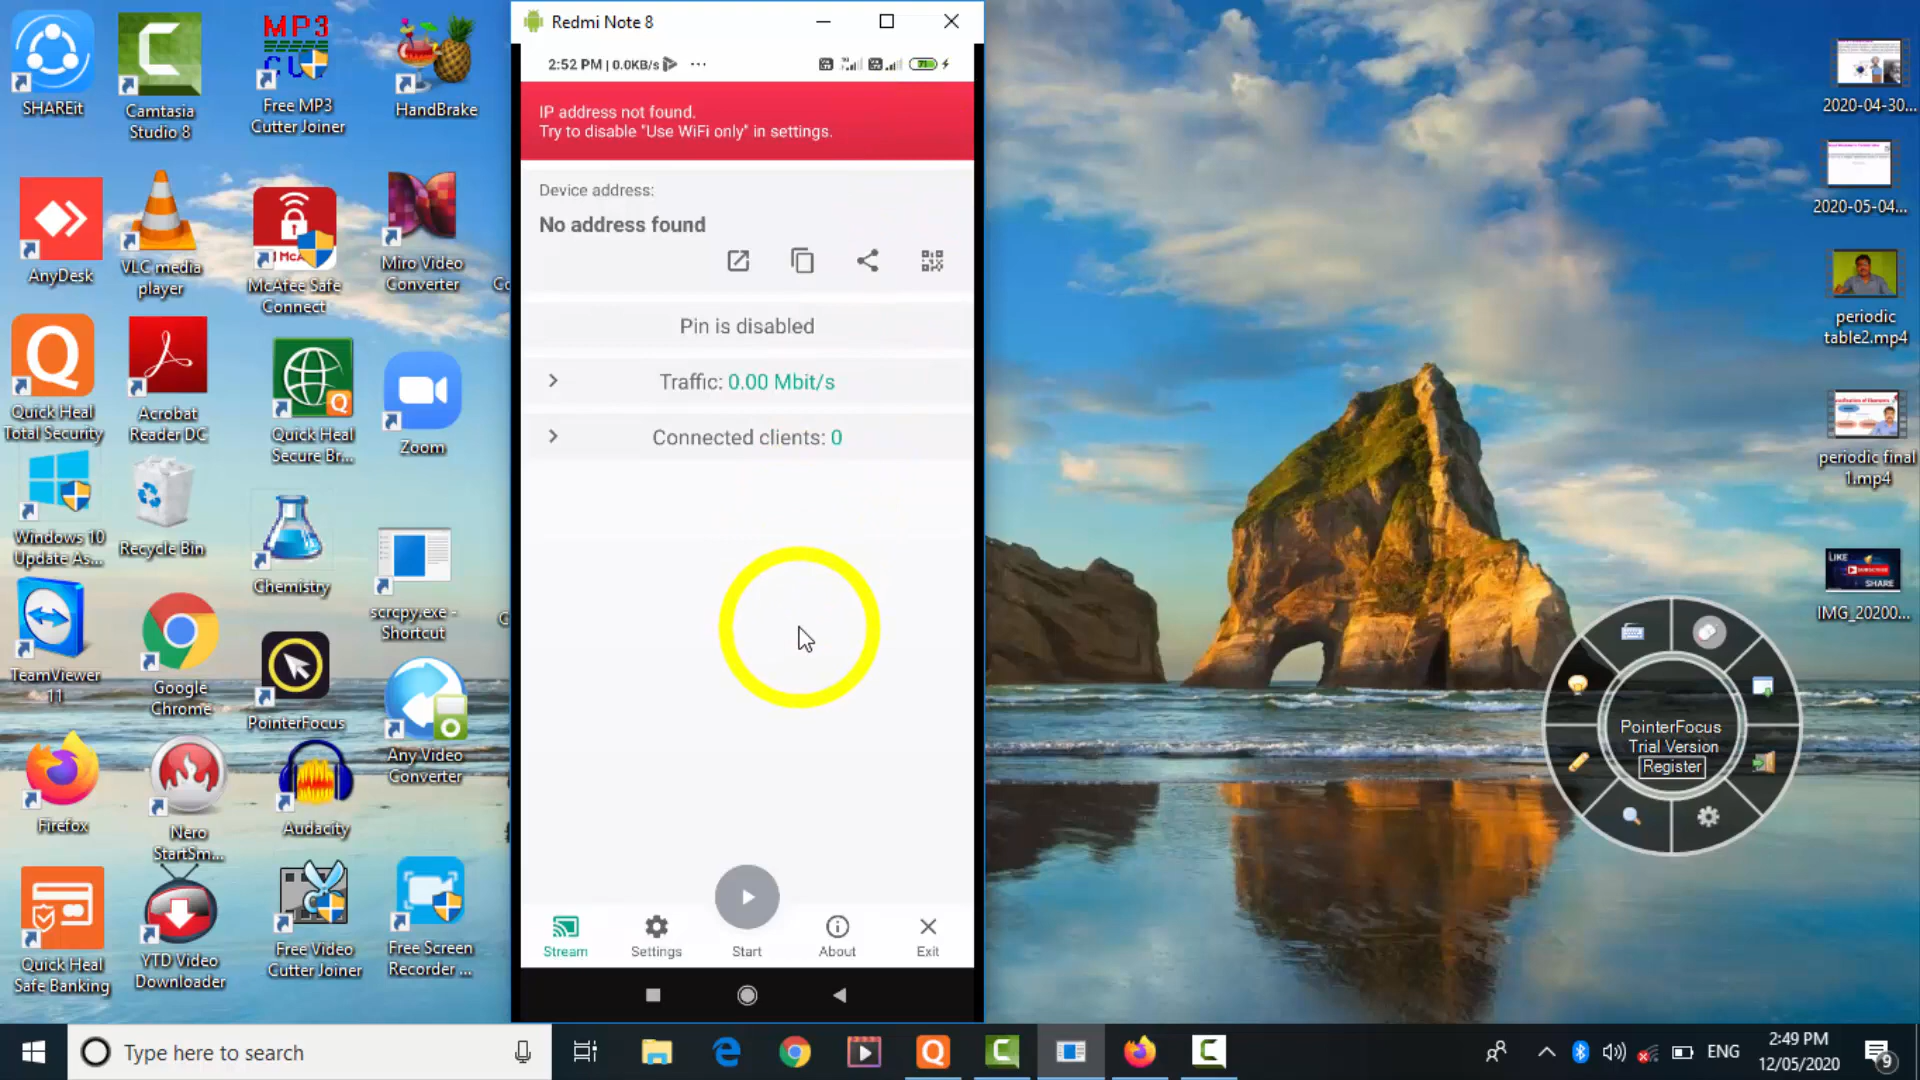 SHAREit
Camtasia
Studio 8
MP3
Free MP3
Cutter Joiner
HandBrake
AnyDesk
VLC media
player
McAfee Safe
Connect
Miro Video
Converter
Quick Heal
Total Security
Acrobat
Reader DC
Quick Heal
Secure Br...
Zoom
Windows 10
Update As...
Recycle Bin
Chemistry
scrcpy.exe -
Shortcut
TeamViewer
11
Google
Chrome
PointerFocus
Any Video
Converter
Firefox
Nero
StartSm...
Audacity
Quick Heal
Safe Banking
YTD Video
Downloader
Free Video
Cutter Joiner
Free Screen
Recorder ...
Redmi Note 8
2:52 PM | 0.0KB/s ...
71
IP address not found.
Try to disable "Use WiFi only" in settings.
Device address:
No address found
Pin is disabled
Traffic: 0.00 Mbit/s
Connected clients: 0
Stream
Settings
Start
About
Exit
2020-04-30...
2020-05-04...
periodic
table2.mp4
periodic final
1.mp4
LIKE
SUBSCRIBE
SHARE
IMG_20200...
PointerFocus
Trial Version
Register
Type here to search
ENG
2:49 PM
12/05/2020
9